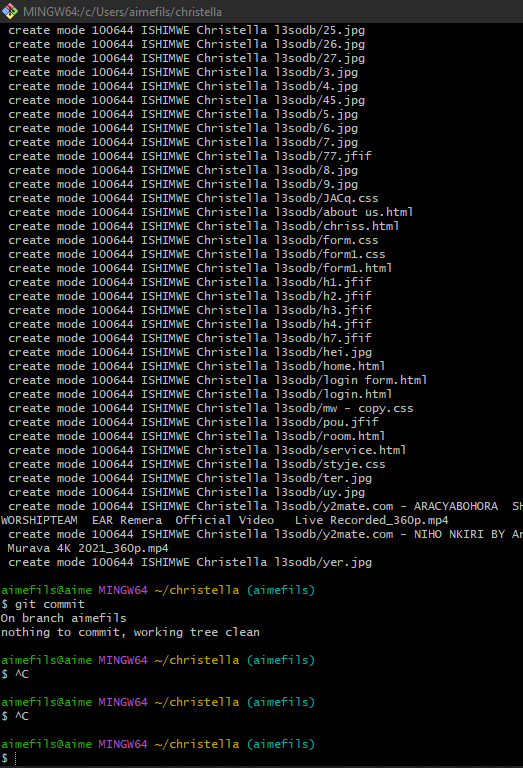 MINGW64:/c/Users/aimefils/christella
create mode 100644 ISHIMWE Christella l3sodb/25.jpg
create mode 100644 ISHIMWE Christella l3sodb/26.jpg
create mode 100644 ISHIMWE Christella l3sodb/27.jpg
create mode 100644 ISHIMWE Christella l3sodb/3.jpg
create mode 100644 ISHIMWE Christella l3sodb/4.jpg
create mode 100644 ISHIMWE Christella l3sodb/45.jpg
create mode 100644 ISHIMWE Christella l3sodb/5.jpg
create mode 100644 ISHIMWE Christella l3sodb/6.jpg
create mode 100644 ISHIMWE Christella l3sodb/7.jpg
create mode 100644 ISHIMWE Christella l3sodb/77.jfif
create mode 100644 ISHIMWE Christella l3sodb/8.jpg
create mode 100644 ISHIMWE Christella l3sodb/9.jpg
create mode 100644 ISHIMWE Christella l3sodb/JACq.css
create mode 100644 ISHIMWE Christella l3sodb/about us.html
create mode 100644 ISHIMWE Christella l3sodb/chriss.html
create mode 100644 ISHIMWE Christella l3sodb/form.css
create mode 100644 ISHIMWE Christella l3sodb/form1.css
create mode 100644 ISHIMWE Christella l3sodb/form1.html
create mode 100644 ISHIMWE Christella l3sodb/h1.jfif
create mode 100644 ISHIMWE Christella l3sodb/h2.jfif
create mode 100644 ISHIMWE Christella l3sodb/h3.jfif
create mode 100644 ISHIMWE Christella l3sodb/h4.jfif
create mode 100644 ISHIMWE Christella l3sodb/h7.jfif
create mode 100644 ISHIMWE Christella l3sodb/hei.jpg
create mode 100644 ISHIMWE Christella l3sodb/home.html
create mode 100644 ISHIMWE Christella l3sodb/login form.html
create mode 100644 ISHIMWE Christella l3sodb/login.html
create mode 100644 ISHIMWE Christella l3sodb/mw - copy.css
create mode 100644 ISHIMWE Christella l3sodb/pou.jfif
create mode 100644 ISHIMWE Christella l3sodb/room.html
create mode 100644 ISHIMWE Christella l3sodb/service.html
create mode 100644 ISHIMWE Christella l3sodb/styje.css
create mode 100644 ISHIMWE Christella l3sodb/ter.jpg
create mode 100644 ISHIMWE Christella l3sodb/uy.jpg
create mode 100644 ISHIMWE Christella l3sodb/y2mate.com - ARACYABOHORA  SH
WORSHIPTEAM  EAR Remera  Official Video   Live Recorded_360p.mp4
create mode 100644 ISHIMWE Christella l3sodb/y2mate.com - NIHO NKIRI BY An
Murava 4K 2021_360p.mp4
create mode 100644 ISHIMWE Christella l3sodb/yer.jpg
aimefils@aime MINGW64 ~/christella (aimefils)
$ git commit
On branch aimefils
nothing to commit, working tree clean
aimefils@aime MINGW64 ~/christella (aimefils)
$ ^C
aimefils@aime MINGW64 ~/christella (aimefils)
$ ^C
aimefils@aime MINGW64 ~/christella (aimefils)
$